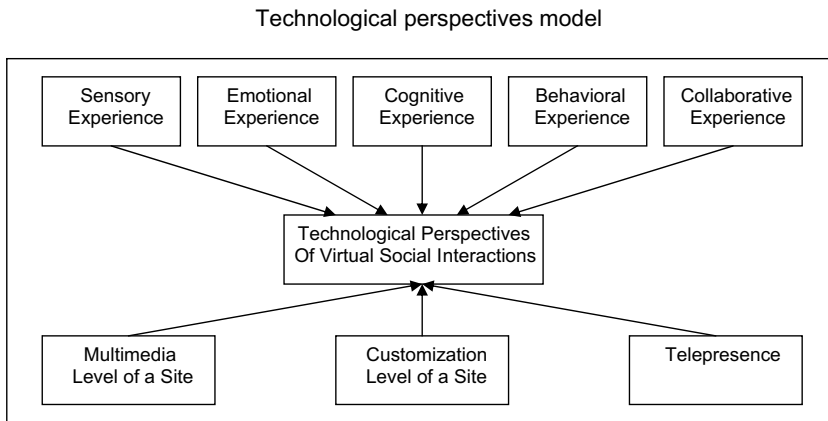 Technological perspectives model
Sensory
Experience
Emotional
Experience
Cognitive
Experience
Behavioral
Experience
Collaborative
Experience
Technological Perspectives
Of Virtual Social Interactions
Multimedia
Level of a Site
Customization
Level of a Site
Telepresence